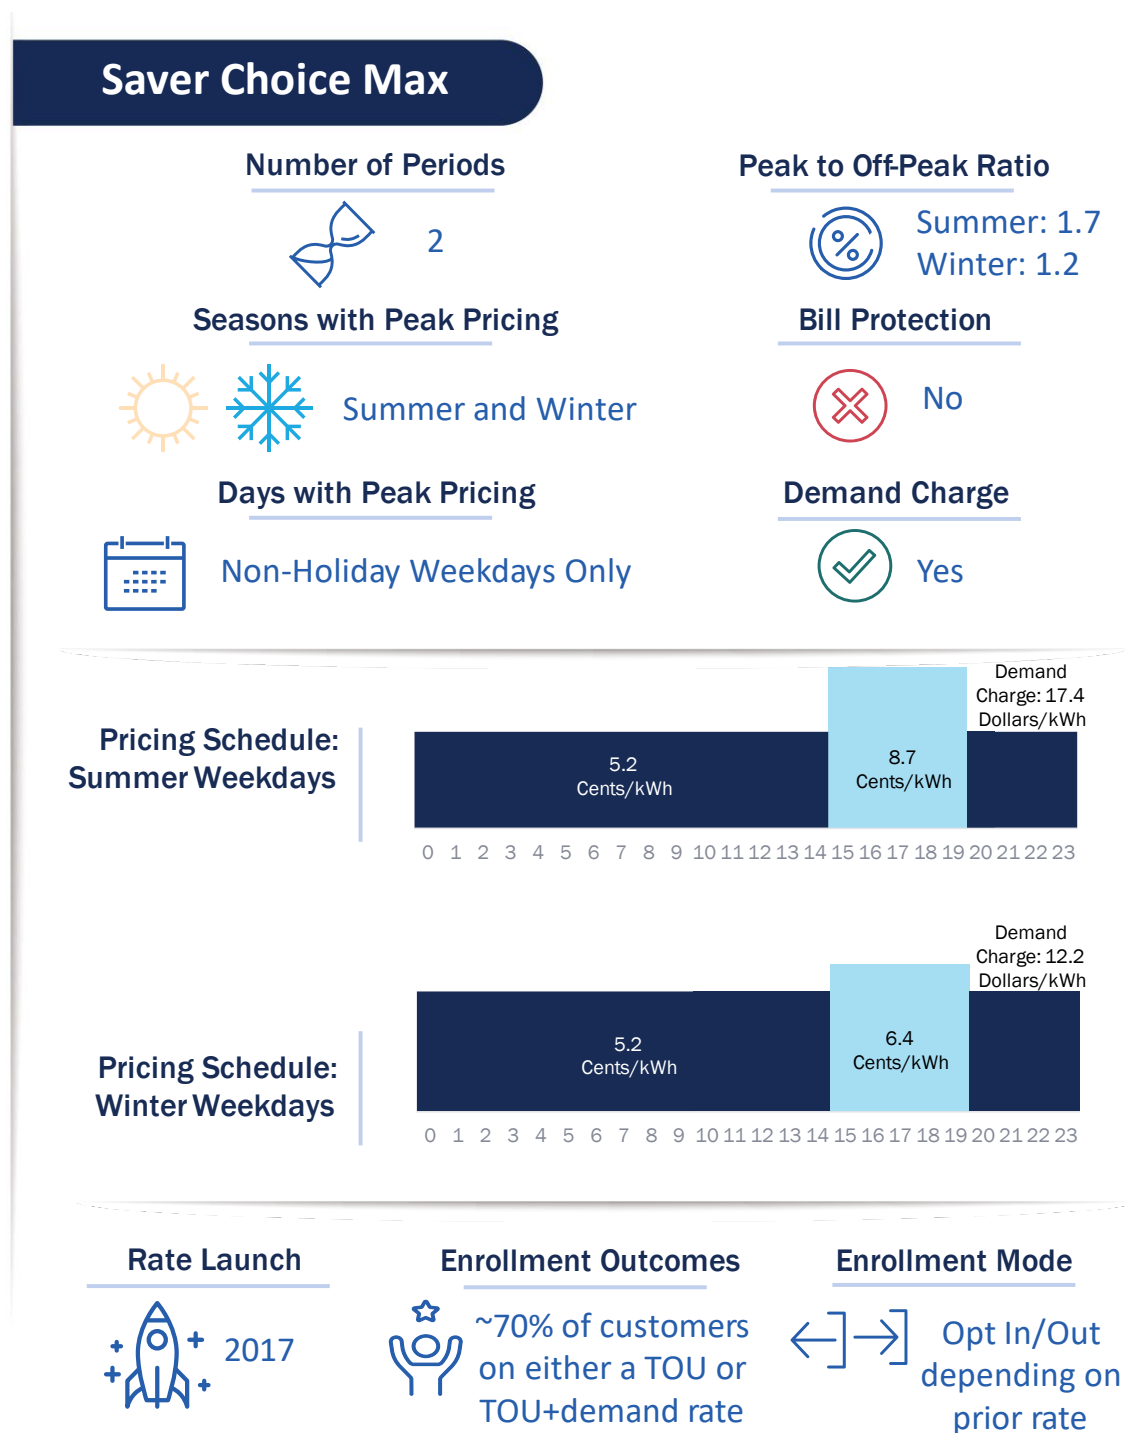 Saver Choice Max
Number of Periods
2
Peak to Off-Peak Ratio
Summer: 1.7
Winter: 1.2
Seasons with Peak Pricing
Summer and Winter
Bill Protection
No
Days with Peak Pricing
Non-Holiday Weekdays Only
Demand Charge
Yes
Pricing Schedule:
Summer Weekdays
5.2
Cents/kWh
8.7
Cents/kWh
Demand
Charge: 17.4
Dollars/kWh
0 1 2 3 4 5 6 7 8 9 10 11 12 13 14 15 16 17 18 19 20 21 22 23
Pricing Schedule:
Winter Weekdays
5.2
Cents/kWh
6.4
Cents/kWh
Demand
Charge: 12.2
Dollars/kWh
0 1 2 3 4 5 6 7 8 9 10 11 12 13 14 15 16 17 18 19 20 21 22 23
Rate Launch
2017
Enrollment Outcomes
~70% of customers
on either a TOU or
TOU+demand rate
Enrollment Mode
Opt In/Out
depending on
prior rate